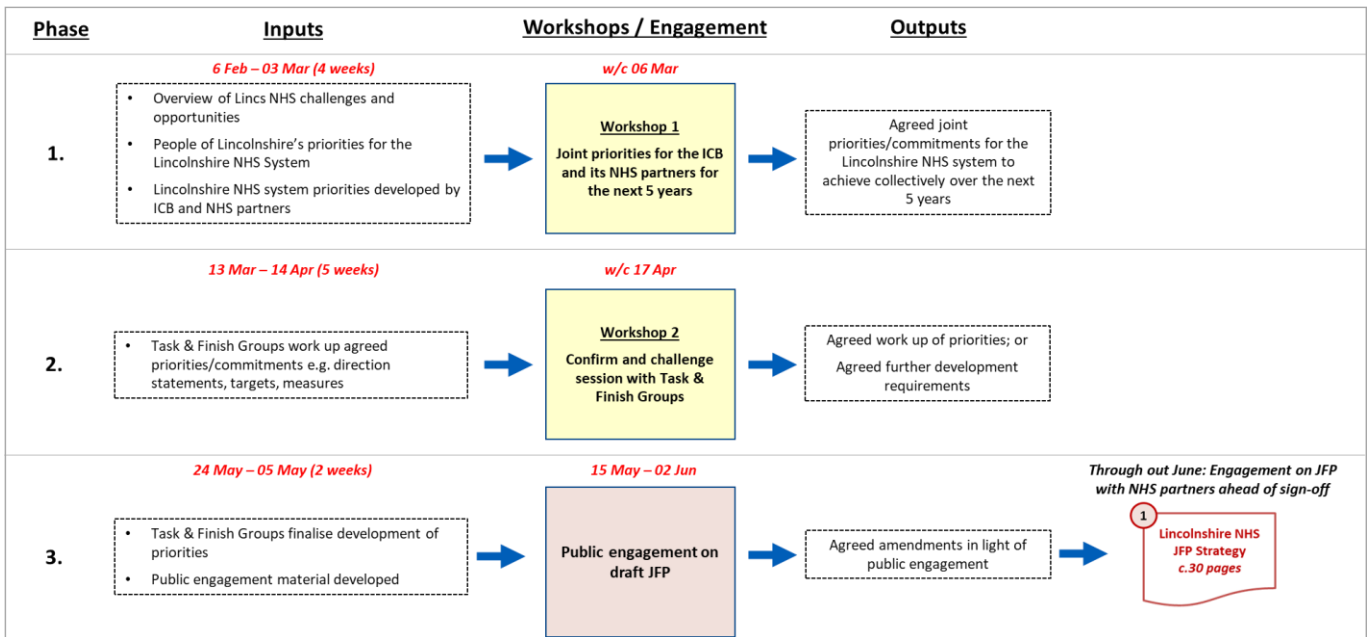 Phase
Inputs
Workshops / Engagement
Outputs
6 Feb – 03 Mar (4 weeks)
w/c 06 Mar
1.
• Overview of Lincs NHS challenges and
opportunities
• People of Lincolnshire's priorities for the
Lincolnshire NHS System
• Lincolnshire NHS system priorities developed by
ICB and NHS partners
Workshop 1
Joint priorities for the ICB
and its NHS partners for
the next 5 years
Agreed joint
priorities/commitments for the
Lincolnshire NHS system to
achieve collectively over the next
5 years
13 Mar – 14 Apr (5 weeks)
w/c 17 Apr
2.
• Task & Finish Groups work up agreed
priorities/commitments e.g. direction
statements, targets, measures
Workshop 2
Confirm and challenge
session with Task &
Finish Groups
Agreed work up of priorities; or
Agreed further development
requirements
24 May – 05 May (2 weeks)
15 May – 02 Jun
3.
• Task & Finish Groups finalise development of
priorities
• Public engagement material developed
Public engagement on
draft JFP
Agreed amendments in light of
public engagement
Through out June: Engagement on JFP
with NHS partners ahead of sign-off
1
Lincolnshire NHS
JFP Strategy
c.30 pages